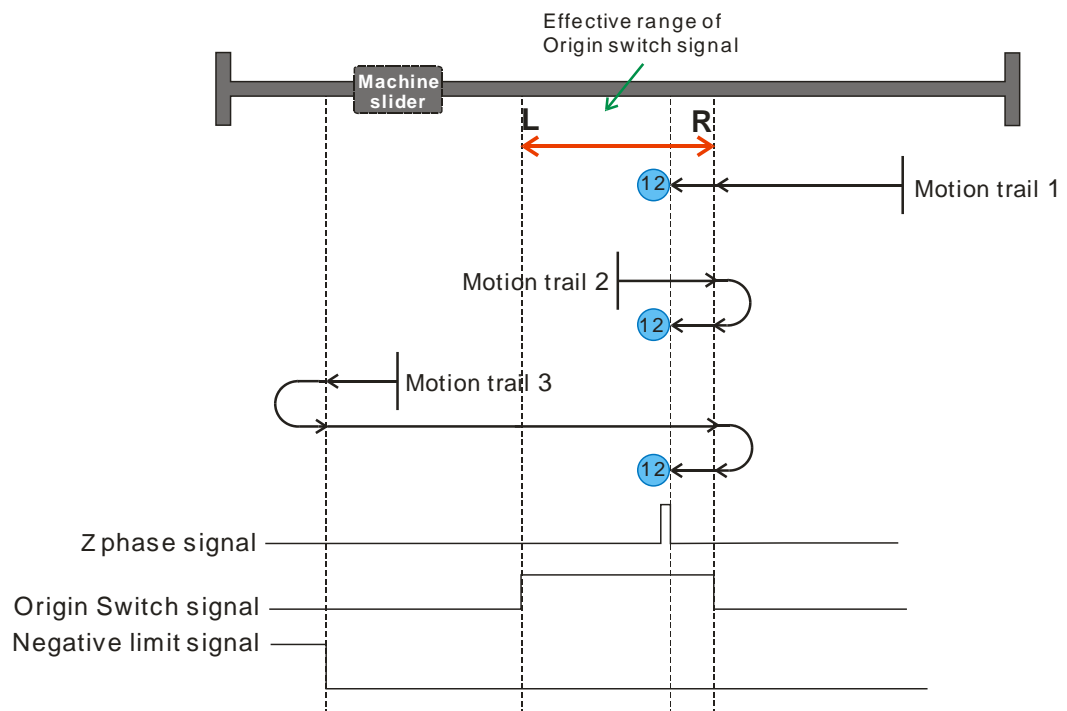 Effective range of
Origin switch signal
Machine
slider
L
R
12
Motion trail 1
Motion trail 2
12
Motion trail 3
12
Z phase signal
Origin Switch signal
Negative limit signal